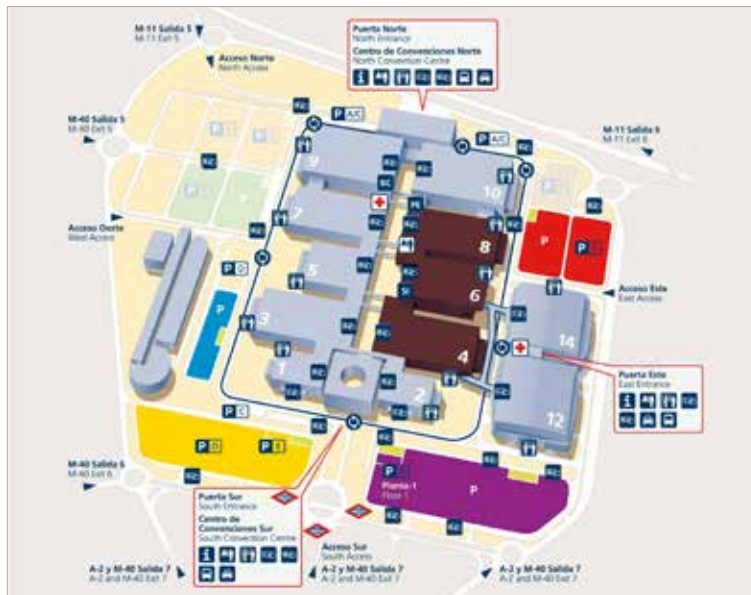 M-11 Salida 5
M-11 Exit 5
Acceso Norte
North Access
Puerta Norte
North Entrance
Centro de Convenciones Norte
North Convention Centre
M-40 Salida 5
M-40 Exit 5
P A/C
P A/C
M-11 Salida 6
M-11 Exit 6
9
10
7
8
5
6
3
4
1
2
14
12
Acceso Oeste
West Access
P
P
P
P
Acceso Este
East Access
Puerta Este
East Entrance
P C
P
P
M-40 Salida 6
M-40 Exit 6
Planta-1
Floor 1
P
P
Puerta Sur
South Entrance
Centro de
Convenciones Sur
South Convention Centre
Acceso Sur
South Access
A-2 y M-40 Salida 7
A-2 and M-40 Exit 7
A-2 y M-40 Salida 7
A-2 and M-40 Exit 7
A-2 y M-40 Salida 7
A-2 and M-40 Exit 7